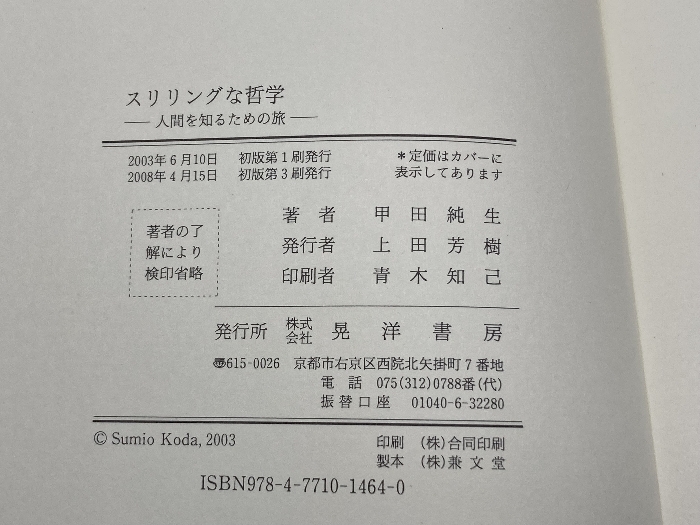 スリリングな哲学
― 人間を知るための旅 ―
2003年6月10日 初版第1刷発行
2008年4月15日 初版第3刷発行
*定価はカバーに
表示してあります
著者の了
解により
検印省略
著者 甲田純生
発行者 上田芳樹
印刷者 青木知己
発行所 株式会社 晃洋書房
〠615-0026 京都市右京区西院北矢掛町7番地
電話 075(312)0788番(代)
振替口座 01040-6-32280
© Sumio Koda, 2003
印刷 (株)合同印刷
製本 (株)兼文堂
ISBN978-4-7710-1464-0